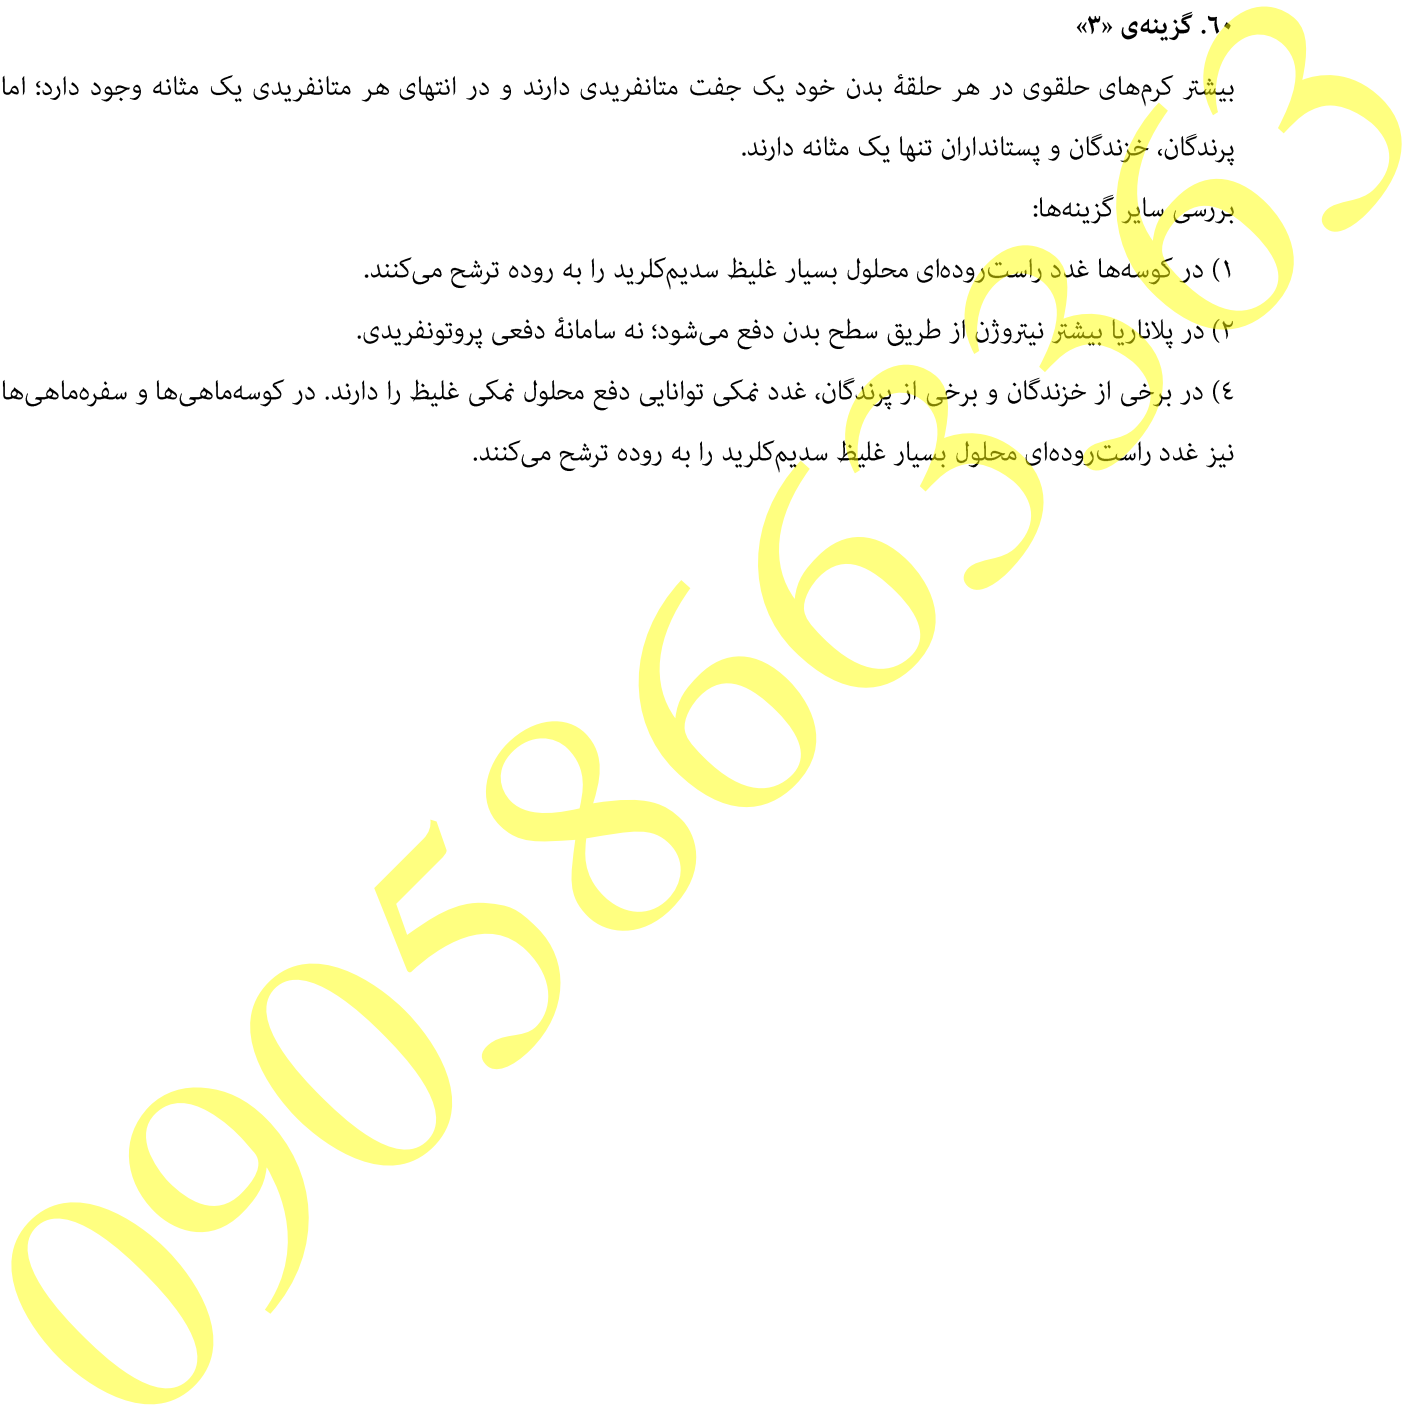 ٦٠. گزینه‌ی «٣»
بیشتر کرم‌های حلقوی در هر حلقهٔ بدن خود یک جفت متانفریدی دارند و در انتهای هر متانفریدی یک مثانه وجود دارد؛ اما
پرندگان، خزندگان و پستانداران تنها یک مثانه دارند.
بررسی سایر گزینه‌ها:
١) در کوسه‌ها غدد راست‌روده‌ای محلول بسیار غلیظ سدیم‌کلرید را به روده ترشح می‌کنند.
٢) در پلاناریا بیشتر نیتروژن از طریق سطح بدن دفع می‌شود؛ نه سامانهٔ دفعی پروتونفریدی.
٤) در برخی از خزندگان و برخی از پرندگان، غدد نمکی توانایی دفع محلول نمکی غلیظ را دارند. در کوسه‌ماهی‌ها و سفره‌ماهی‌ها
نیز غدد راست‌روده‌ای محلول بسیار غلیظ سدیم‌کلرید را به روده ترشح می‌کنند.
09058663363